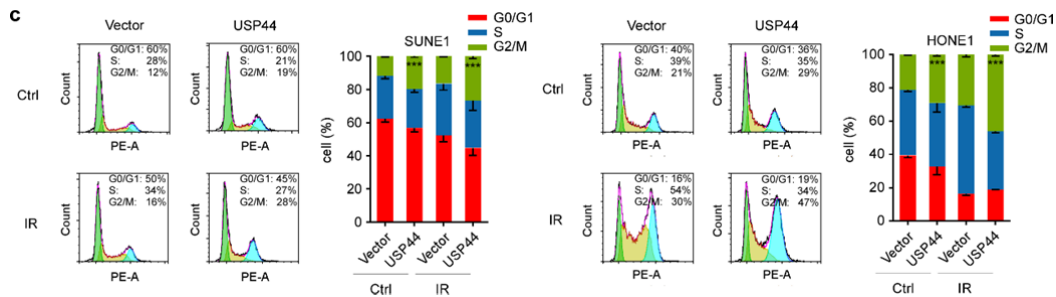 c
Vector
USP44
Ctrl
Count
G0/G1: 60%
S: 28%
G2/M: 12%
PE-A
Count
G0/G1: 60%
S: 21%
G2/M: 19%
PE-A
IR
Count
G0/G1: 50%
S: 34%
G2/M: 16%
PE-A
Count
G0/G1: 45%
S: 27%
G2/M: 28%
PE-A
G0/G1
S
G2/M
SUNE1
cell (%)
100
80
60
40
20
0
***
***
Vector
USP44
Vector
USP44
Ctrl
IR
Vector
USP44
Ctrl
Count
G0/G1: 40%
S: 39%
G2/M: 21%
PE-A
Count
G0/G1: 36%
S: 35%
G2/M: 29%
PE-A
IR
Count
G0/G1: 16%
S: 54%
G2/M: 30%
PE-A
Count
G0/G1: 19%
S: 34%
G2/M: 47%
PE-A
G0/G1
S
G2/M
HONE1
cell (%)
100
80
60
40
20
0
***
***
Vector
USP44
Vector
USP44
Ctrl
IR